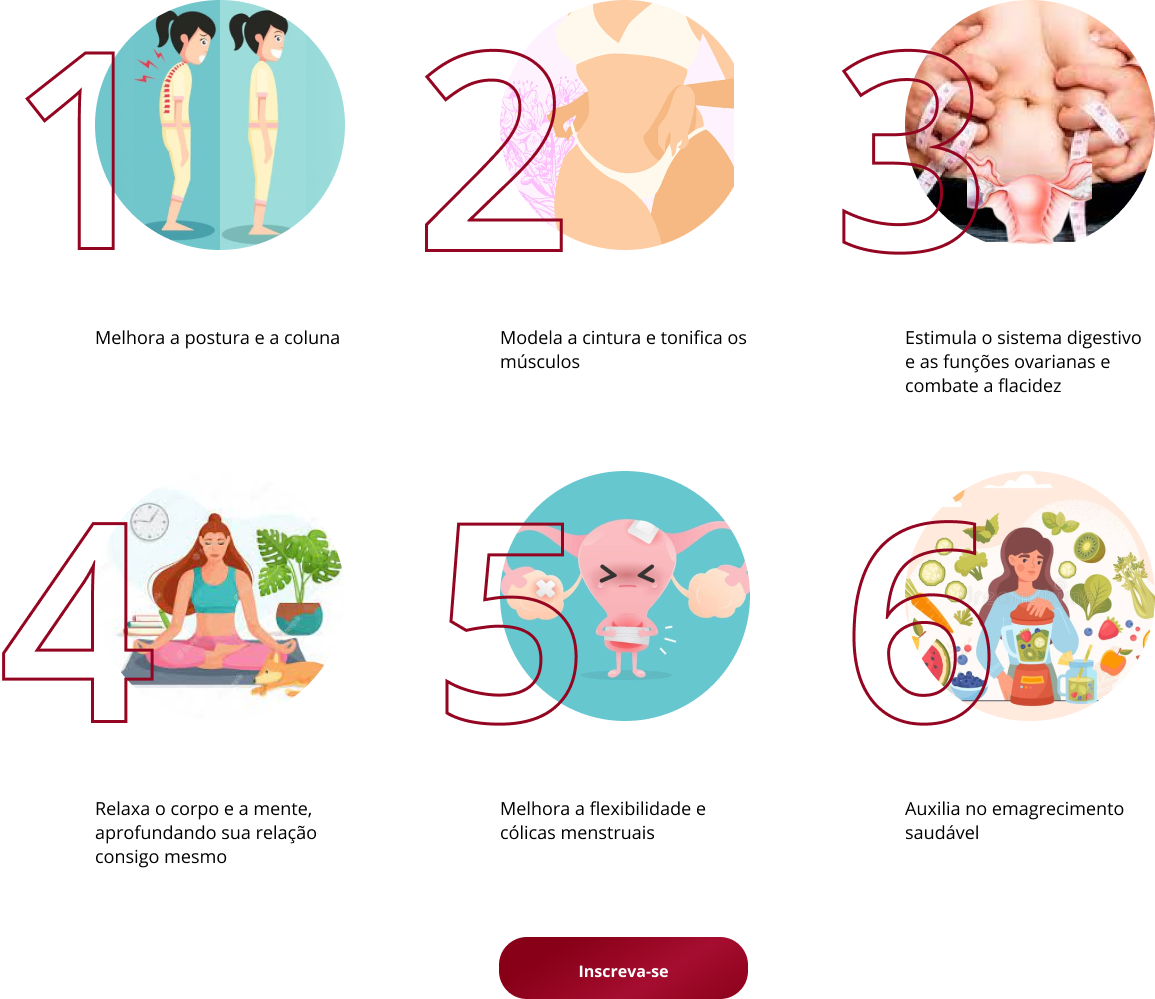 1
Melhora a postura e a coluna
2
Modela a cintura e tonifica os
músculos
3
Estimula o sistema digestivo
e as funções ovarianas e
combate a flacidez
4
Relaxa o corpo e a mente,
aprofundando sua relação
consigo mesmo
5
Melhora a flexibilidade e
cólicas menstruais
6
Auxilia no emagrecimento
saudável
Inscreva-se